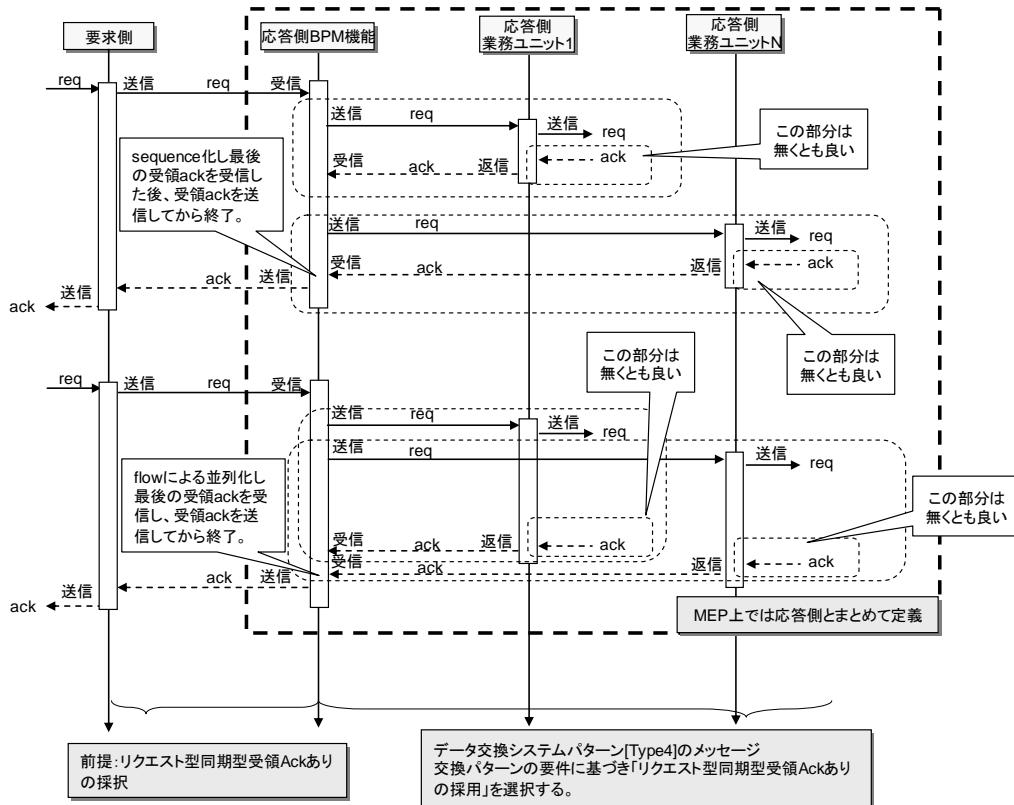 要求側
応答側BPM機能
応答側
業務ユニット1
応答側
業務ユニットN
req
送信
req
受信
送信
req
送信
req
この部分は
無くとも良い
sequence化し最後
の受領ackを受信し
た後、受領ackを送
信してから終了。
受信
ack
返信
ack
送信
req
送信
req
受信
ack
返信
ack
送信
ack
送信
ack
この部分は
無くとも良い
この部分は
無くとも良い
req
送信
req
受信
送信
req
送信
req
送信
req
送信
req
flowによる並列化し
最後の受領ackを受
信し、受領ackを送
信してから終了。
この部分は
無くとも良い
受信
ack
返信
ack
受信
ack
返信
ack
送信
ack
送信
ack
MEP上では応答側とまとめて定義
前提:リクエスト型同期型受領Ackあり
の採択
データ交換システムパターン[Type4]のメッセージ
交換パターンの要件に基づき「リクエスト型同期型受領Ackあり
の採用」を選択する。